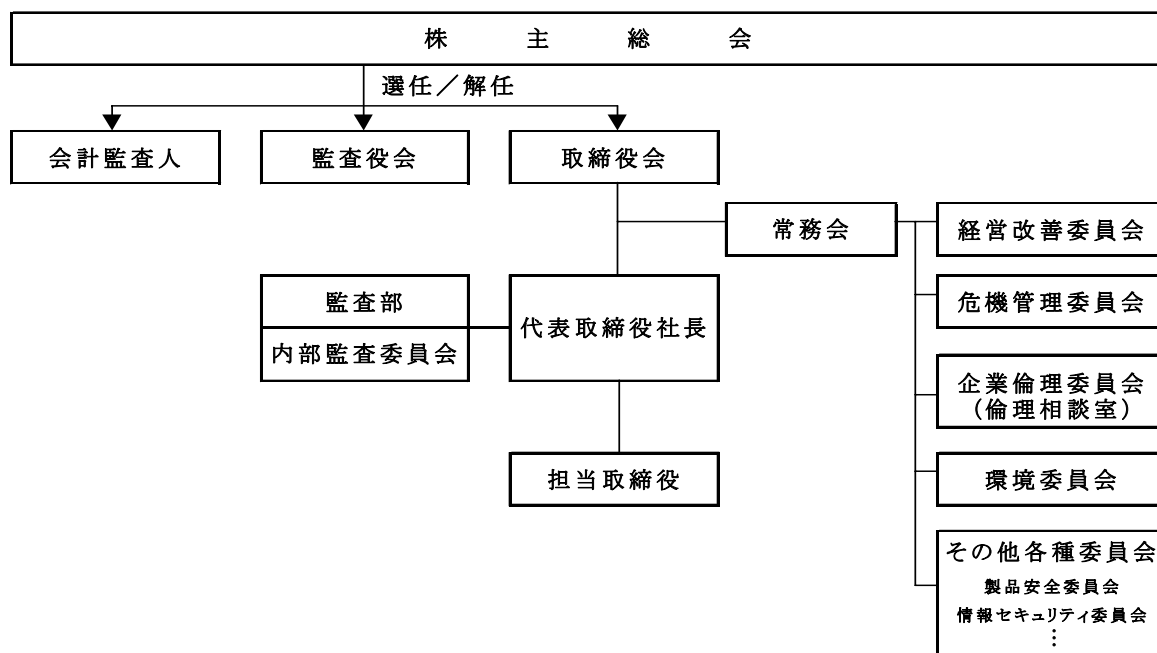 株主総会
選任／解任
会計監査人
監査役会
取締役会
常務会
経営改善委員会
監査部
内部監査委員会
代表取締役社長
危機管理委員会
企業倫理委員会
(倫理相談室)
担当取締役
環境委員会
その他各種委員会
製品安全委員会
情報セキュリティ委員会
⋮